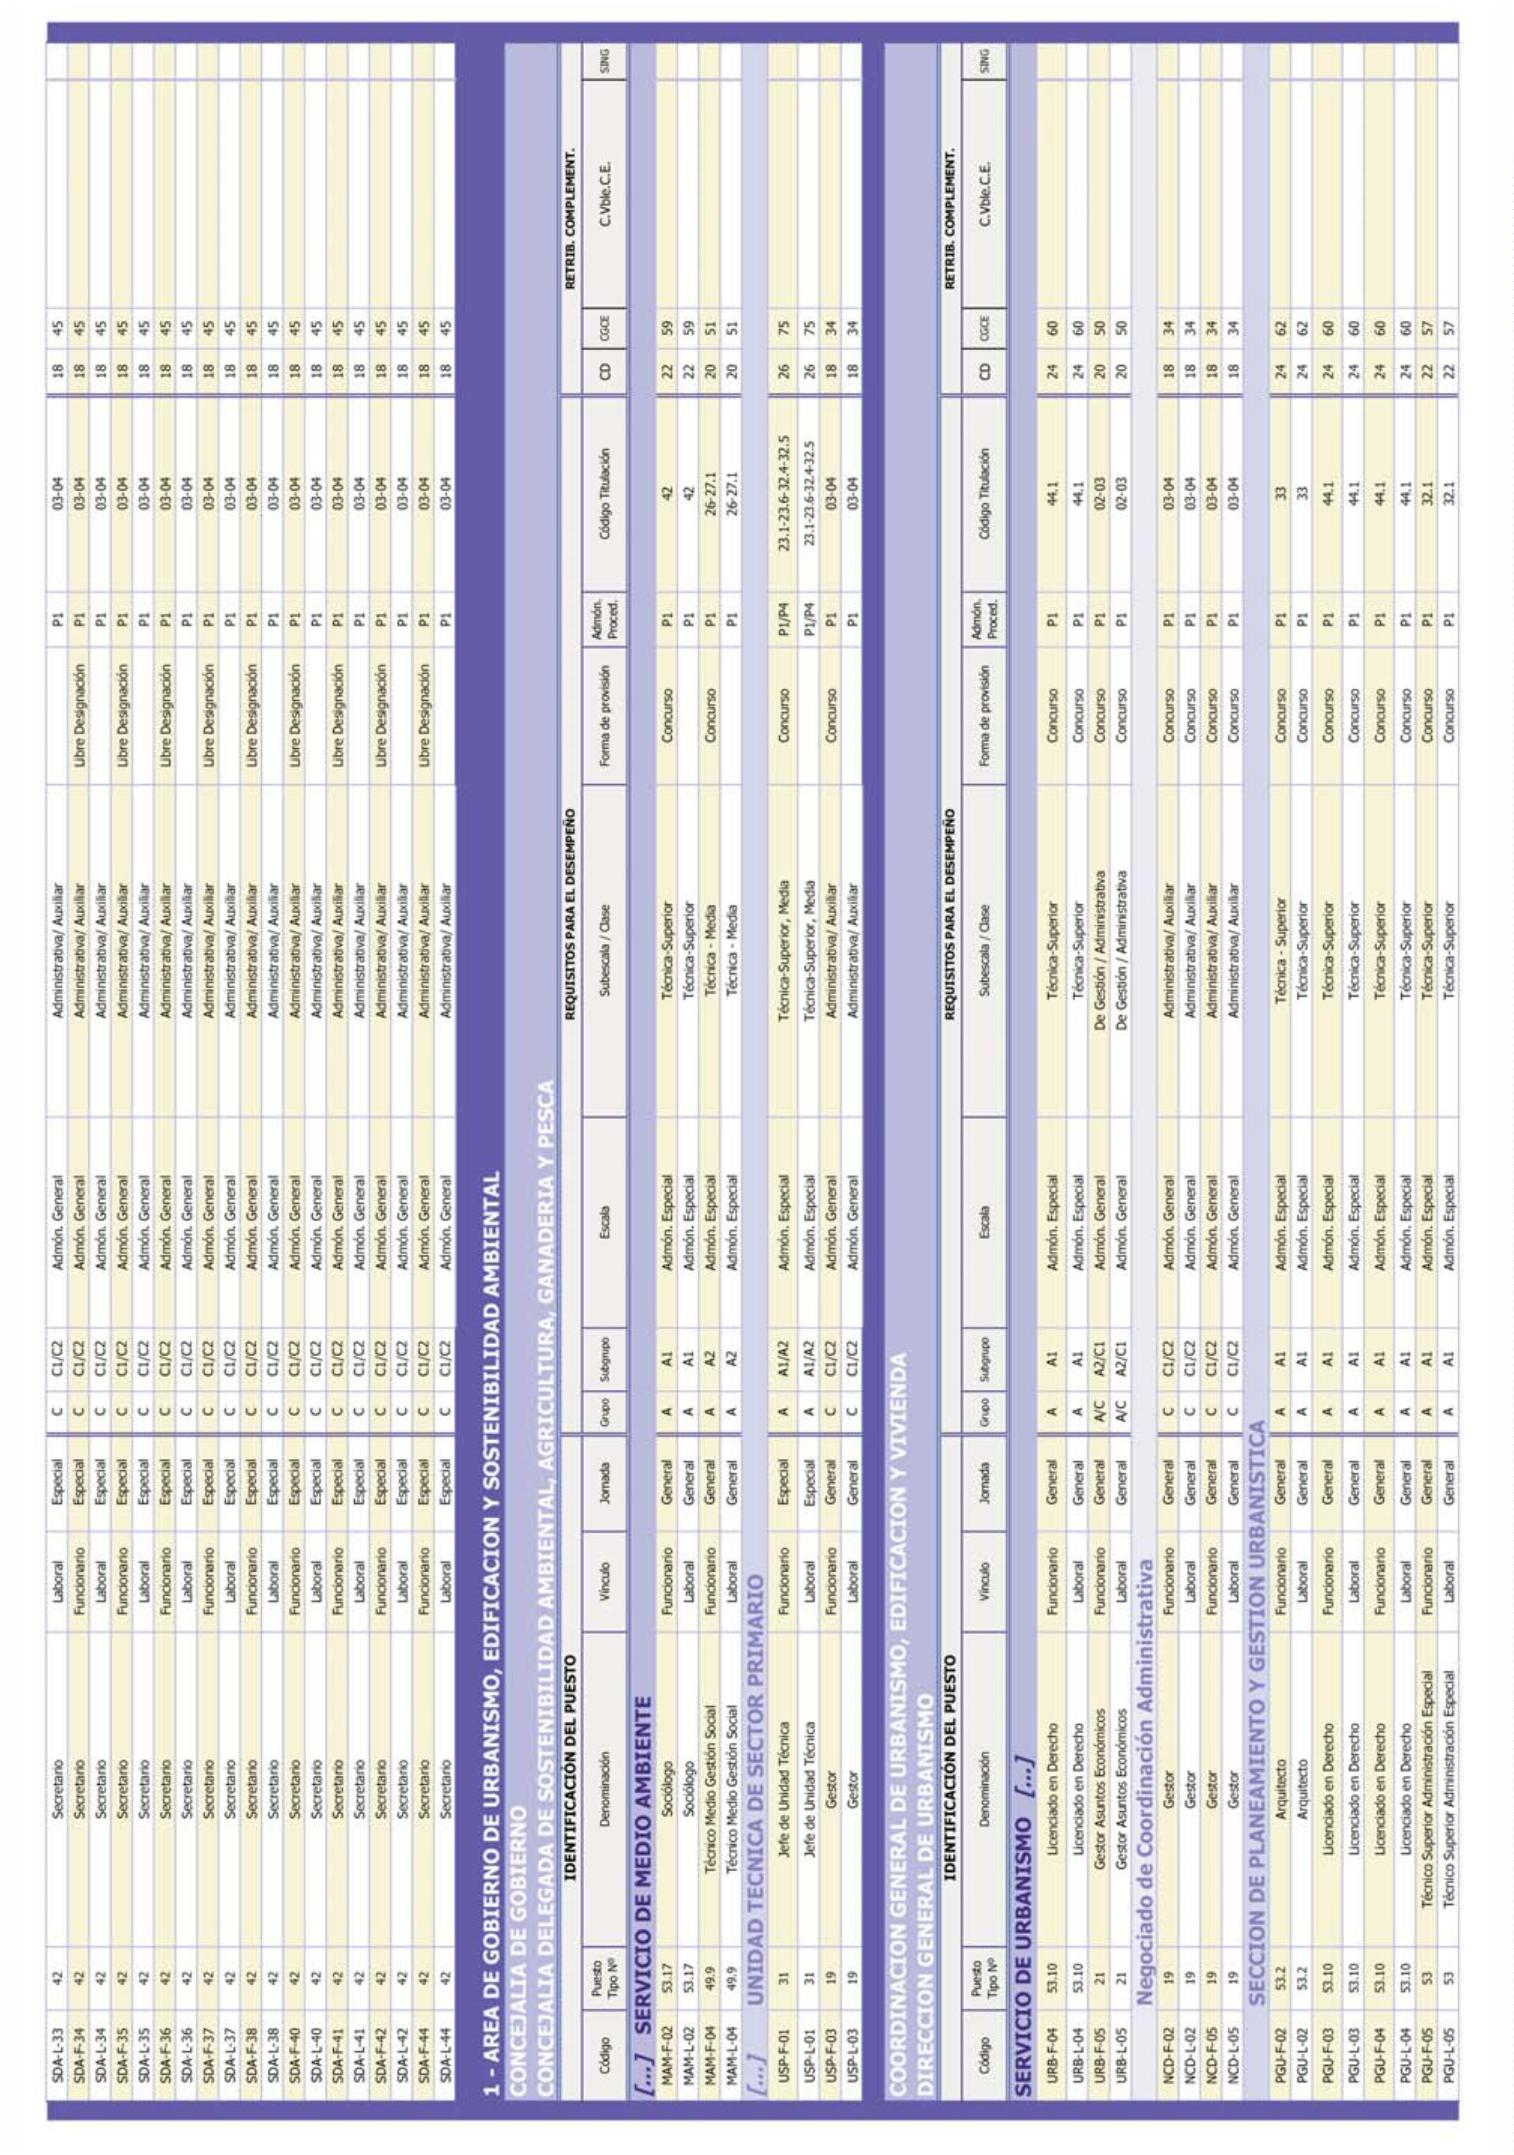 SDA-L-33 42 Secretario Laboral Especial C C1/C2 Admón. General Administrativa/ Auxiliar P1 03-04 18 45
SDA-F-34 42 Secretario Funcionario Especial C C1/C2 Admón. General Administrativa/ Auxiliar Libre Designación P1 03-04 18 45
SDA-L-34 42 Secretario Laboral Especial C C1/C2 Admón. General Administrativa/ Auxiliar P1 03-04 18 45
SDA-F-35 42 Secretario Funcionario Especial C C1/C2 Admón. General Administrativa/ Auxiliar Libre Designación P1 03-04 18 45
SDA-L-35 42 Secretario Laboral Especial C C1/C2 Admón. General Administrativa/ Auxiliar P1 03-04 18 45
SDA-F-36 42 Secretario Funcionario Especial C C1/C2 Admón. General Administrativa/ Auxiliar Libre Designación P1 03-04 18 45
SDA-L-36 42 Secretario Laboral Especial C C1/C2 Admón. General Administrativa/ Auxiliar P1 03-04 18 45
SDA-F-37 42 Secretario Funcionario Especial C C1/C2 Admón. General Administrativa/ Auxiliar Libre Designación P1 03-04 18 45
SDA-L-37 42 Secretario Laboral Especial C C1/C2 Admón. General Administrativa/ Auxiliar P1 03-04 18 45
SDA-F-38 42 Secretario Funcionario Especial C C1/C2 Admón. General Administrativa/ Auxiliar Libre Designación P1 03-04 18 45
SDA-L-38 42 Secretario Laboral Especial C C1/C2 Admón. General Administrativa/ Auxiliar P1 03-04 18 45
SDA-F-40 42 Secretario Funcionario Especial C C1/C2 Admón. General Administrativa/ Auxiliar Libre Designación P1 03-04 18 45
SDA-L-40 42 Secretario Laboral Especial C C1/C2 Admón. General Administrativa/ Auxiliar P1 03-04 18 45
SDA-F-41 42 Secretario Funcionario Especial C C1/C2 Admón. General Administrativa/ Auxiliar Libre Designación P1 03-04 18 45
SDA-L-41 42 Secretario Laboral Especial C C1/C2 Admón. General Administrativa/ Auxiliar P1 03-04 18 45
SDA-F-42 42 Secretario Funcionario Especial C C1/C2 Admón. General Administrativa/ Auxiliar Libre Designación P1 03-04 18 45
SDA-L-42 42 Secretario Laboral Especial C C1/C2 Admón. General Administrativa/ Auxiliar P1 03-04 18 45
SDA-F-44 42 Secretario Funcionario Especial C C1/C2 Admón. General Administrativa/ Auxiliar Libre Designación P1 03-04 18 45
SDA-L-44 42 Secretario Laboral Especial C C1/C2 Admón. General Administrativa/ Auxiliar P1 03-04 18 45
1 - AREA DE GOBIERNO DE URBANISMO, EDIFICACION Y SOSTENIBILIDAD AMBIENTAL
CONCEJALIA DE GOBIERNO
CONCEJALIA DELEGADA DE SOSTENIBILIDAD AMBIENTAL, AGRICULTURA, GANADERIA Y PESCA
IDENTIFICACIÓN DEL PUESTO REQUISITOS PARA EL DESEMPEÑO RETRIB. COMPLEMENT.
Código Puesto Tipo Nº Denominación Vínculo Jornada Grupo Subgrupo Escala Subescala / Clase Forma de provisión Admón. Proced. Código Titulación CD CGCE C.Vble.C.E. SING
[...] SERVICIO DE MEDIO AMBIENTE
MAM-F-02 53.17 Sociólogo Funcionario General A A1 Admón. Especial Técnica-Superior Concurso P1 42 22 59
MAM-L-02 53.17 Sociólogo Laboral General A A1 Admón. Especial Técnica-Superior P1 42 22 59
MAM-F-04 49.9 Técnico Medio Gestión Social Funcionario General A A2 Admón. Especial Técnica - Media Concurso P1 26-27.1 20 51
MAM-L-04 49.9 Técnico Medio Gestión Social Laboral General A A2 Admón. Especial Técnica - Media P1 26-27.1 20 51
[...] UNIDAD TECNICA DE SECTOR PRIMARIO
USP-F-01 31 Jefe de Unidad Técnica Funcionario Especial A A1/A2 Admón. Especial Técnica-Superior, Media Concurso P1/P4 23.1-23.6-32.4-32.5 26 75
USP-L-01 31 Jefe de Unidad Técnica Laboral Especial A A1/A2 Admón. Especial Técnica-Superior, Media P1/P4 23.1-23.6-32.4-32.5 26 75
USP-F-03 19 Gestor Funcionario General C C1/C2 Admón. General Administrativa/ Auxiliar Concurso P1 03-04 18 34
USP-L-03 19 Gestor Laboral General C C1/C2 Admón. General Administrativa/ Auxiliar P1 03-04 18 34
COORDINACION GENERAL DE URBANISMO, EDIFICACION Y VIVIENDA
DIRECCION GENERAL DE URBANISMO
IDENTIFICACIÓN DEL PUESTO REQUISITOS PARA EL DESEMPEÑO RETRIB. COMPLEMENT.
Código Puesto Tipo Nº Denominación Vínculo Jornada Grupo Subgrupo Escala Subescala / Clase Forma de provisión Admón. Proced. Código Titulación CD CGCE C.Vble.C.E. SING
SERVICIO DE URBANISMO [...]
URB-F-04 53.10 Licenciado en Derecho Funcionario General A A1 Admón. Especial Técnica-Superior Concurso P1 44.1 24 60
URB-L-04 53.10 Licenciado en Derecho Laboral General A A1 Admón. Especial Técnica-Superior Concurso P1 44.1 24 60
URB-F-05 21 Gestor Asuntos Económicos Funcionario General A/C A2/C1 Admón. General De Gestión / Administrativa Concurso P1 02-03 20 50
URB-L-05 21 Gestor Asuntos Económicos Laboral General A/C A2/C1 Admón. General De Gestión / Administrativa Concurso P1 02-03 20 50
Negociado de Coordinación Administrativa
NCD-F-02 19 Gestor Funcionario General C C1/C2 Admón. General Administrativa/ Auxiliar Concurso P1 03-04 18 34
NCD-L-02 19 Gestor Laboral General C C1/C2 Admón. General Administrativa/ Auxiliar Concurso P1 03-04 18 34
NCD-F-05 19 Gestor Funcionario General C C1/C2 Admón. General Administrativa/ Auxiliar Concurso P1 03-04 18 34
NCD-L-05 19 Gestor Laboral General C C1/C2 Admón. General Administrativa/ Auxiliar Concurso P1 03-04 18 34
SECCION DE PLANEAMIENTO Y GESTION URBANISTICA
PGU-F-02 53.2 Arquitecto Funcionario General A A1 Admón. Especial Técnica - Superior Concurso P1 33 24 62
PGU-L-02 53.2 Arquitecto Laboral General A A1 Admón. Especial Técnica-Superior Concurso P1 33 24 62
PGU-F-03 53.10 Licenciado en Derecho Funcionario General A A1 Admón. Especial Técnica-Superior Concurso P1 44.1 24 60
PGU-L-03 53.10 Licenciado en Derecho Laboral General A A1 Admón. Especial Técnica-Superior Concurso P1 44.1 24 60
PGU-F-04 53.10 Licenciado en Derecho Funcionario General A A1 Admón. Especial Técnica-Superior Concurso P1 44.1 24 60
PGU-L-04 53.10 Licenciado en Derecho Laboral General A A1 Admón. Especial Técnica-Superior Concurso P1 44.1 24 60
PGU-F-05 53 Técnico Superior Administración Especial Funcionario General A A1 Admón. Especial Técnica-Superior Concurso P1 32.1 22 57
PGU-L-05 53 Técnico Superior Administración Especial Laboral General A A1 Admón. Especial Técnica-Superior Concurso P1 32.1 22 57